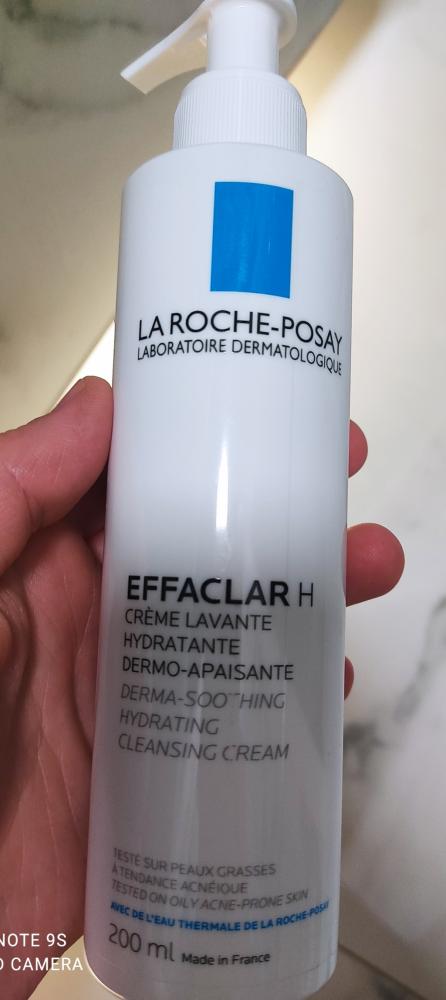 LA ROCHE-POSAY
LABORATOIRE DERMATOLOGIQUE
EFFACLAR H
CRÈME LAVANTE
HYDRATANTE
DERMO-APAISANTE
DERMA-SOOTHING
HYDRATING
CLEANSING CREAM
TESTÉ SUR PEAUX GRASSES
À TENDANCE ACNÉIQUE
TESTED ON OILY ACNE-PRONE SKIN
AVEC DE L'EAU THERMALE DE LA ROCHE-POSAY
200 ml Made in France
NOTE 9S
CAMERA